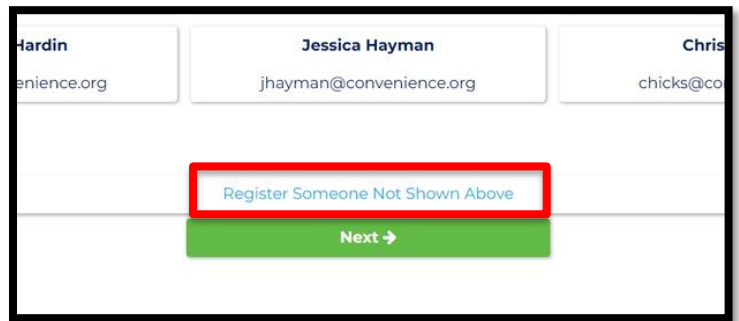 Hardin
Jessica Hayman
Chris
enience.org
jhayman@convenience.org
chicks@co
Register Someone Not Shown Above
Next →